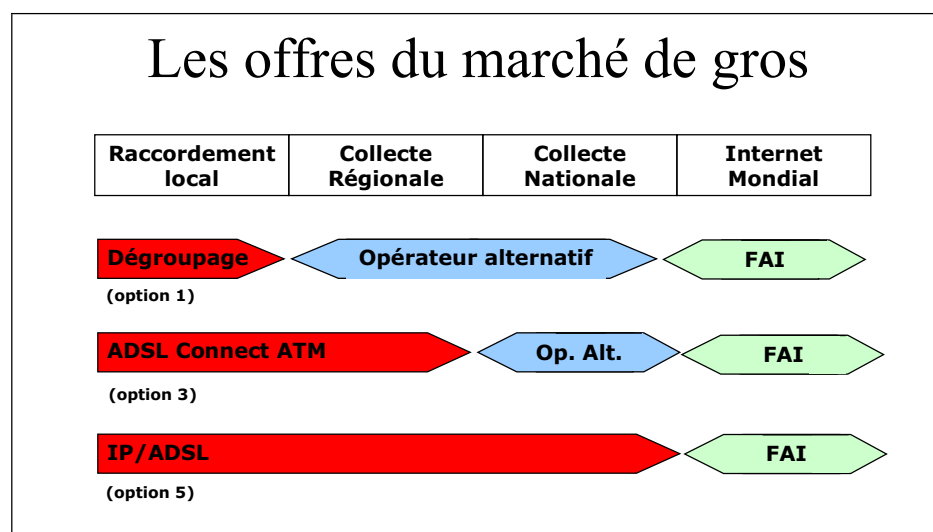 Les offres du marché de gros
Raccordement local
Collecte Régionale
Collecte Nationale
Internet Mondial
Dégroupage
Opérateur alternatif
FAI
(option 1)
ADSL Connect ATM
Op. Alt.
FAI
(option 3)
IP/ADSL
FAI
(option 5)